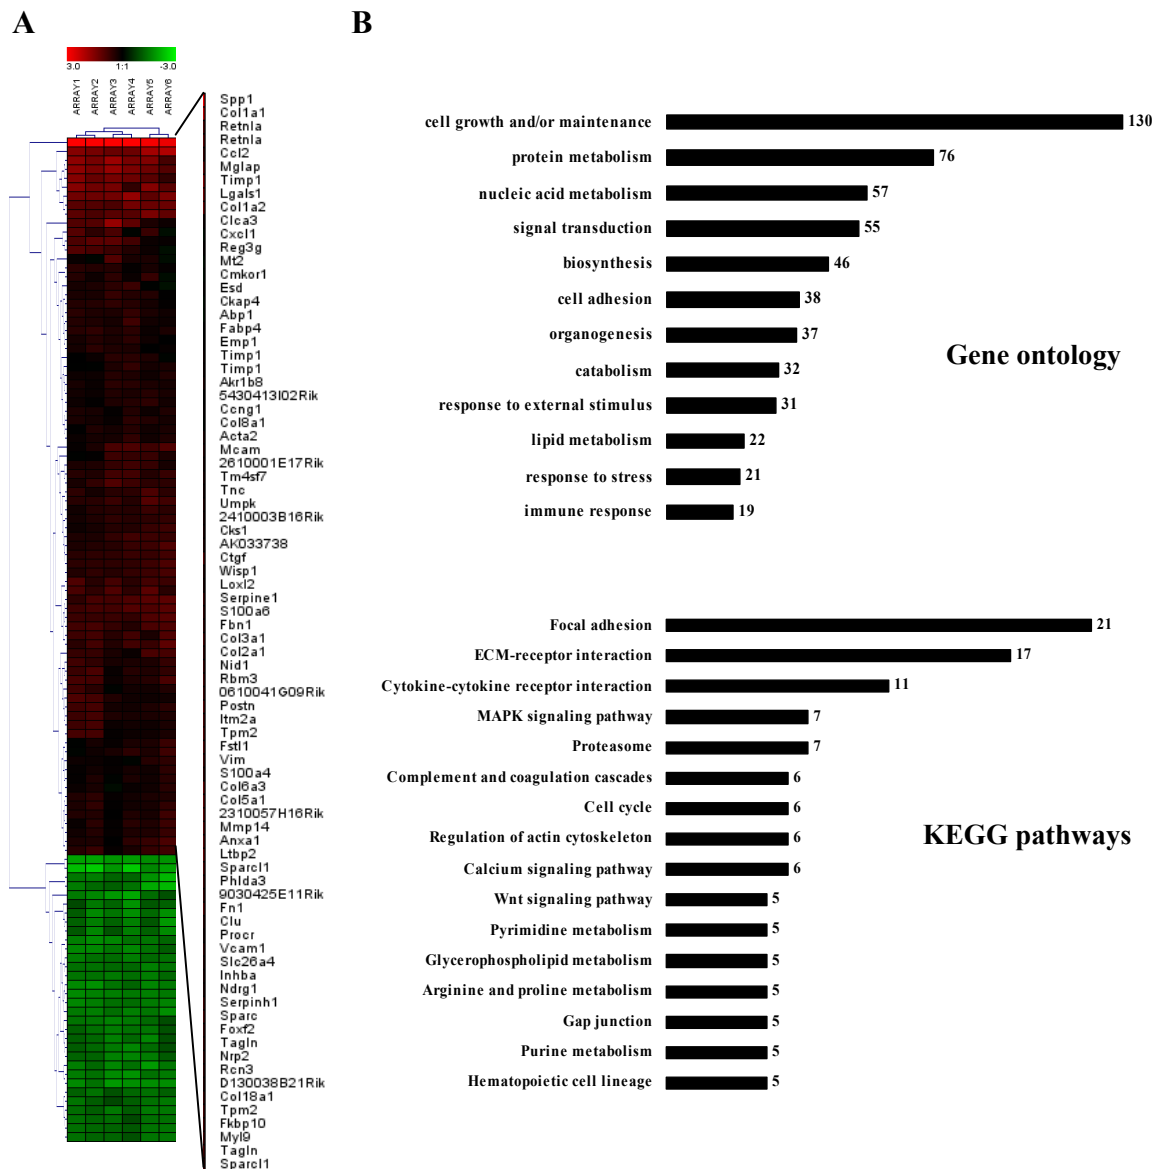 A
B
3.0 1:1 -3.0
ARRAY1
ARRAY2
ARRAY3
ARRAY4
ARRAY5
ARRAY6
Spp1
Col1a1
Retnla
Retnla
Ccl2
Mglap
Timp1
Lgals1
Col1a2
Clca3
Cxcl1
Reg3g
Mt2
Cmkor1
Esd
Ckap4
Abp1
Fabp4
Emp1
Timp1
Timp1
Akr1b8
5430413I02Rik
Ccng1
Col8a1
Acta2
Mcam
2610001E17Rik
Tm4sf7
Tnc
Umpk
2410003B16Rik
Cks1
AK033738
Ctgf
Wisp1
Loxl2
Serpine1
S100a6
Fbn1
Col3a1
Col2a1
Nid1
Rbm3
0610041G09Rik
Postn
Itm2a
Tpm2
Fstl1
Vim
S100a4
Col6a3
Col5a1
2310057H16Rik
Mmp14
Anxa1
Ltbp2
Sparcl1
Phlda3
9030425E11Rik
Fn1
Clu
Procr
Vcam1
Slc26a4
Inhba
Ndrg1
Serpinh1
Sparc
Foxf2
Tagln
Nrp2
Rcn3
D130038B21Rik
Col18a1
Tpm2
Fkbp10
Myl9
Tagln
Sparcl1
cell growth and/or maintenance 130
protein metabolism 76
nucleic acid metabolism 57
signal transduction 55
biosynthesis 46
cell adhesion 38
organogenesis 37
catabolism 32
response to external stimulus 31
lipid metabolism 22
response to stress 21
immune response 19
Gene ontology
Focal adhesion 21
ECM-receptor interaction 17
Cytokine-cytokine receptor interaction 11
MAPK signaling pathway 7
Proteasome 7
Complement and coagulation cascades 6
Cell cycle 6
Regulation of actin cytoskeleton 6
Calcium signaling pathway 6
Wnt signaling pathway 5
Pyrimidine metabolism 5
Glycerophospholipid metabolism 5
Arginine and proline metabolism 5
Gap junction 5
Purine metabolism 5
Hematopoietic cell lineage 5
KEGG pathways